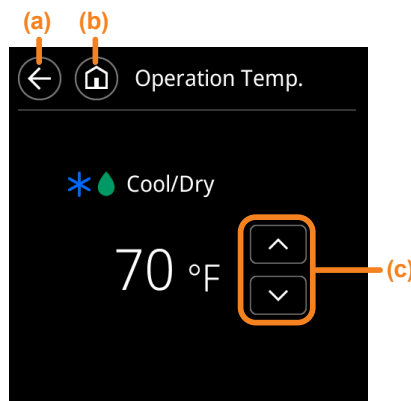 (a) (b)
Operation Temp.
Cool/Dry
70 °F
(c)